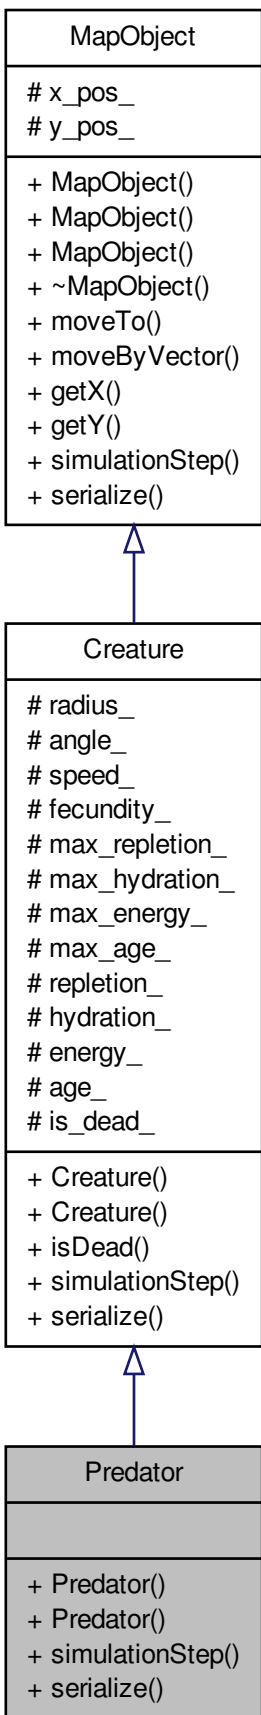 MapObject
# x_pos_
# y_pos_
+ MapObject()
+ MapObject()
+ MapObject()
+ ~MapObject()
+ moveTo()
+ moveByVector()
+ getX()
+ getY()
+ simulationStep()
+ serialize()
Creature
# radius_
# angle_
# speed_
# fecundity_
# max_repletion_
# max_hydration_
# max_energy_
# max_age_
# repletion_
# hydration_
# energy_
# age_
# is_dead_
+ Creature()
+ Creature()
+ isDead()
+ simulationStep()
+ serialize()
Predator
+ Predator()
+ Predator()
+ simulationStep()
+ serialize()